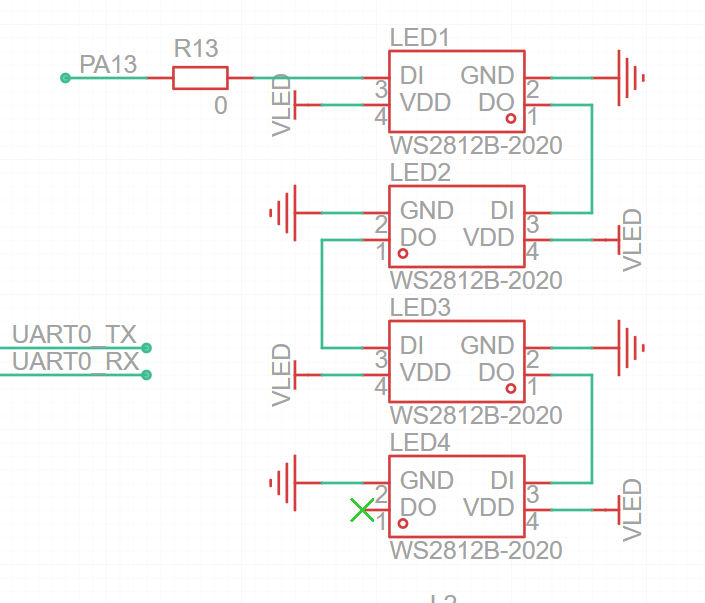 LED1
PA13
R13
0
DI
GND
3
2
VLED
VDD
DO
4
1
WS2812B-2020
LED2
GND
DI
2
3
DO
VDD
1
4
VLED
WS2812B-2020
LED3
UART0_TX
UART0_RX
DI
GND
3
2
VLED
VDD
DO
4
1
WS2812B-2020
LED4
GND
DI
2
3
DO
VDD
1
4
VLED
WS2812B-2020